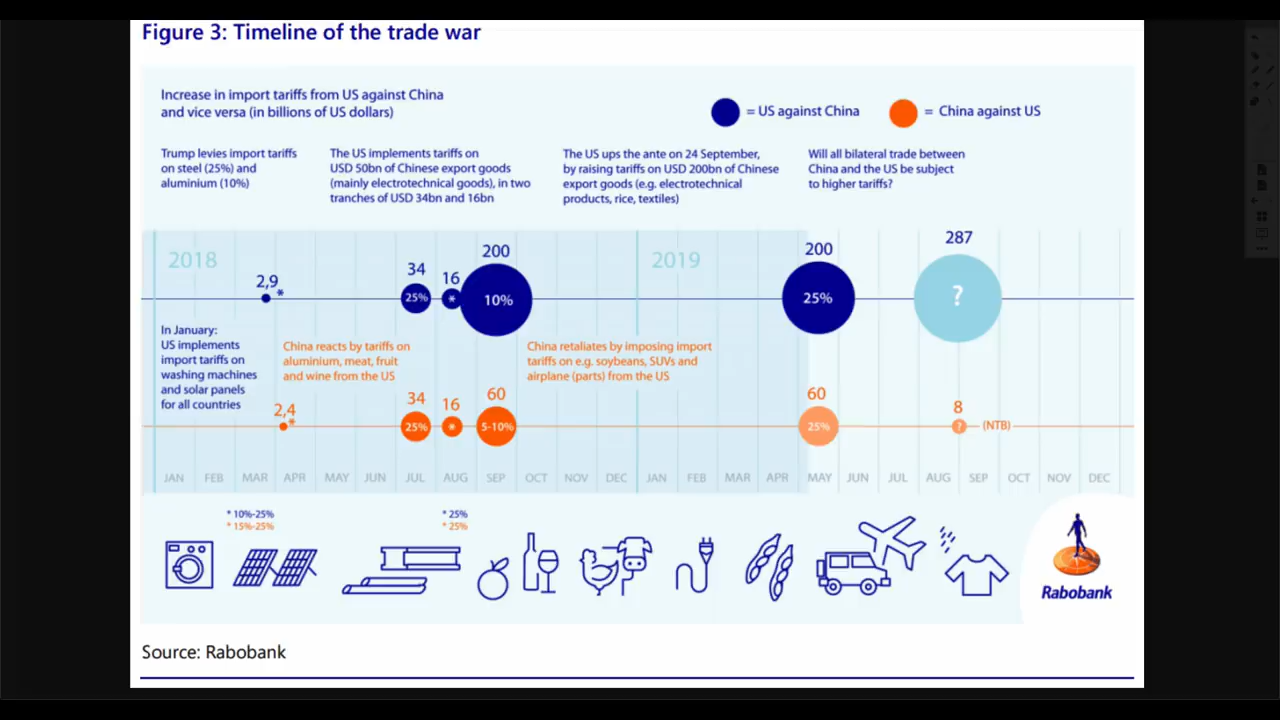 Figure 3: Timeline of the trade war
Increase in import tariffs from US against China
and vice versa (in billions of US dollars)
= US against China
= China against US
Trump levies import tariffs
on steel (25%) and
aluminium (10%)
The US implements tariffs on
USD 50bn of Chinese export goods
(mainly electrotechnical goods), in two
tranches of USD 34bn and 16bn
The US ups the ante on 24 September,
by raising tariffs on USD 200bn of Chinese
export goods (e.g. electrotechnical
products, rice, textiles)
Will all bilateral trade between
China and the US be subject
to higher tariffs?
2018
2019
2,9
*
34
25%
16
*
200
10%
200
25%
287
?
In January:
US implements
import tariffs on
washing machines
and solar panels
for all countries
China reacts by tariffs on
aluminium, meat, fruit
and wine from the US
China retaliates by imposing import
tariffs on e.g. soybeans, SUVs and
airplane (parts) from the US
2,4
*
34
25%
16
*
60
5-10%
60
25%
8
?
(NTB)
JAN FEB MAR APR MAY JUN JUL AUG SEP OCT NOV DEC JAN FEB MAR APR MAY JUN JUL AUG SEP OCT NOV DEC
* 10%-25%
* 15%-25%
* 25%
* 25%
Rabobank
Source: Rabobank